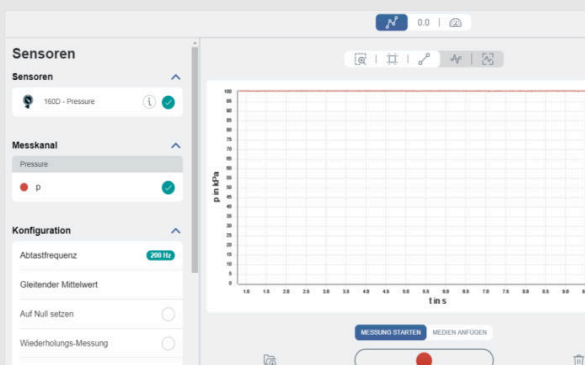 0.0
Sensoren
Sensoren
160D - Pressure
i
Messkanal
Pressure
p
Konfiguration
Abtastfrequenz
200 Hz
Gleitender Mittelwert
Auf Null setzen
Wiederholungs-Messung
p in kPa
100
95
90
85
80
75
70
65
60
55
50
45
40
35
30
25
20
15
10
5
0
1.0 1.5 2.0 2.5 3.0 3.5 4.0 4.5 5.0 5.5 6.0 6.5 7.0 7.5 8.0 8.5 9.0
t in s
MESSUNG STARTEN
MEDIEN ANFÜGEN